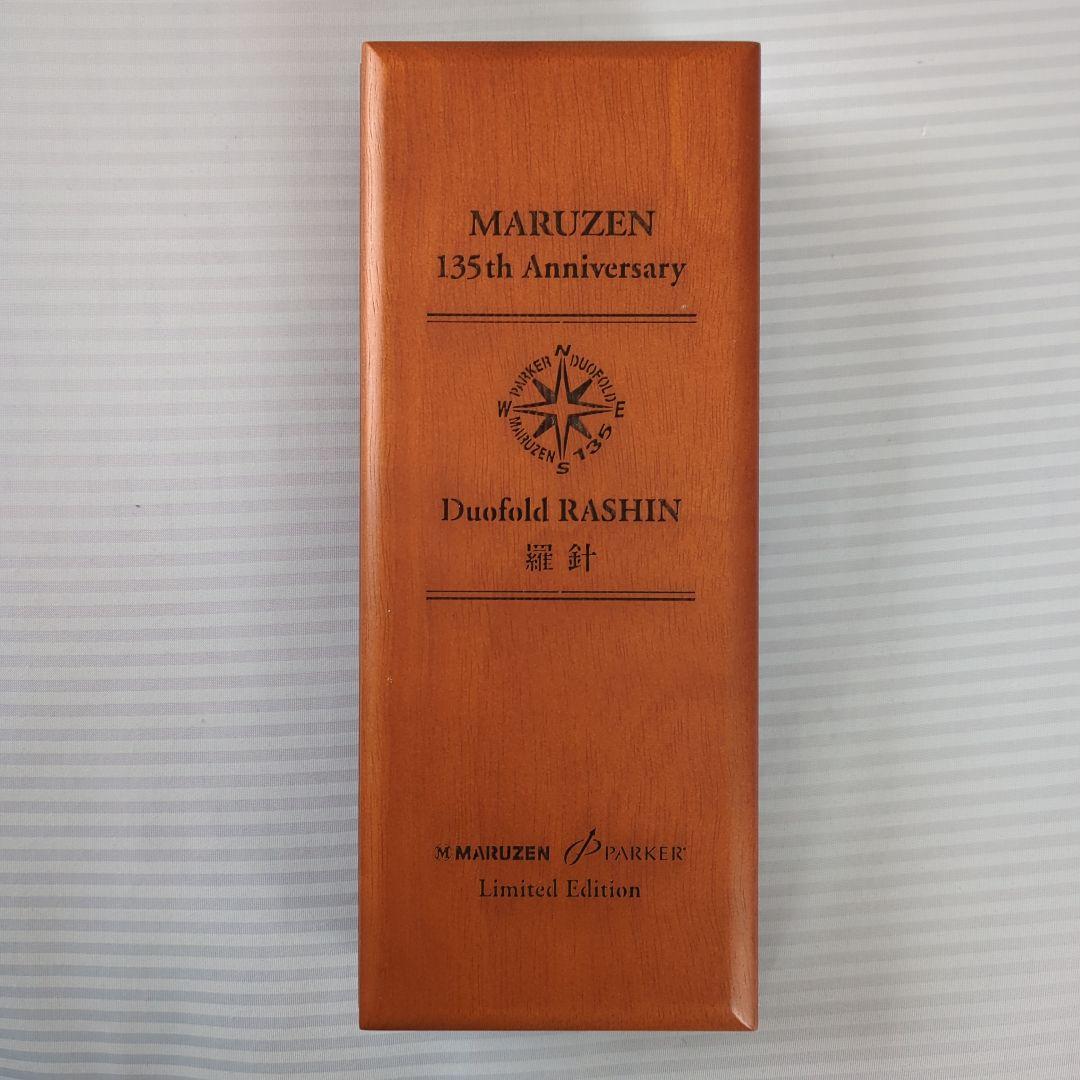 MARUZEN
135th Anniversary
N
PARKER DUOFOLD
W E
MARUZEN 135
S
Duofold RASHIN
羅針
M MARUZEN PARKER
Limited Edition